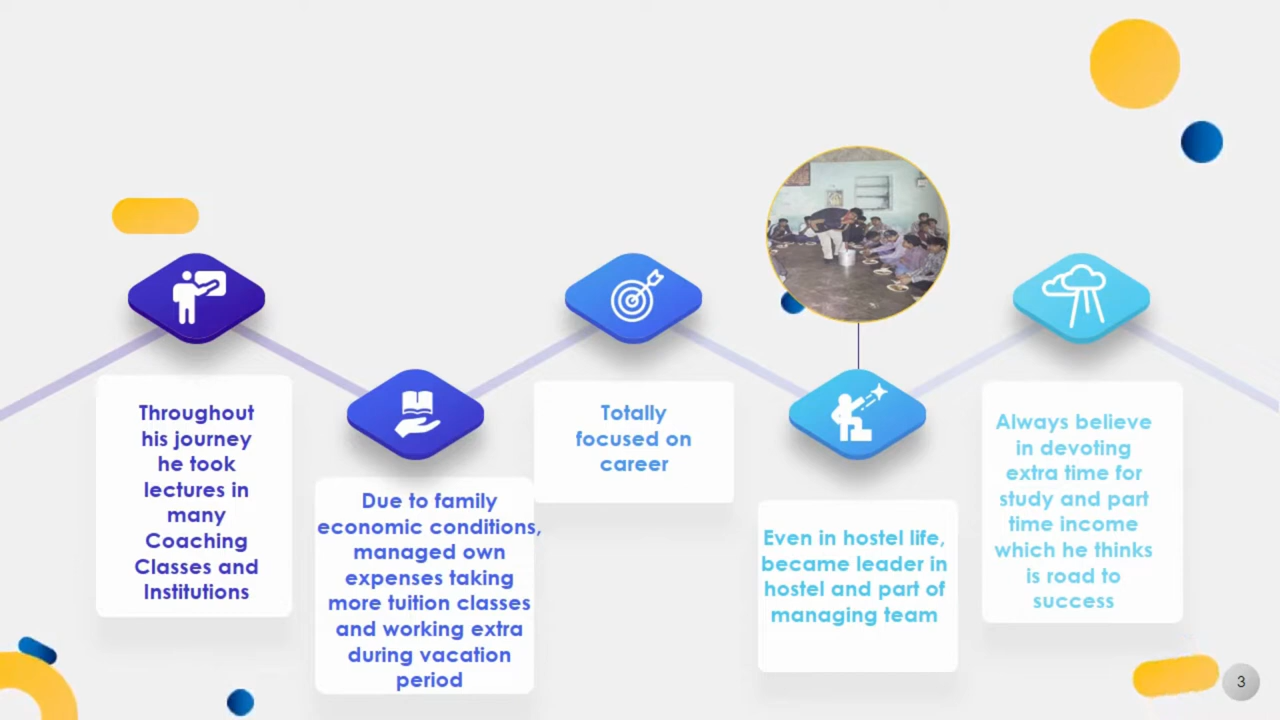 Throughout
his journey
he took
lectures in
many
Coaching
Classes and
Institutions
Due to family
economic conditions,
managed own
expenses taking
more tuition classes
and working extra
during vacation
period
Totally
focused on
career
Even in hostel life,
became leader in
hostel and part of
managing team
Always believe
in devoting
extra time for
study and part
time income
which he thinks
is road to
success
3